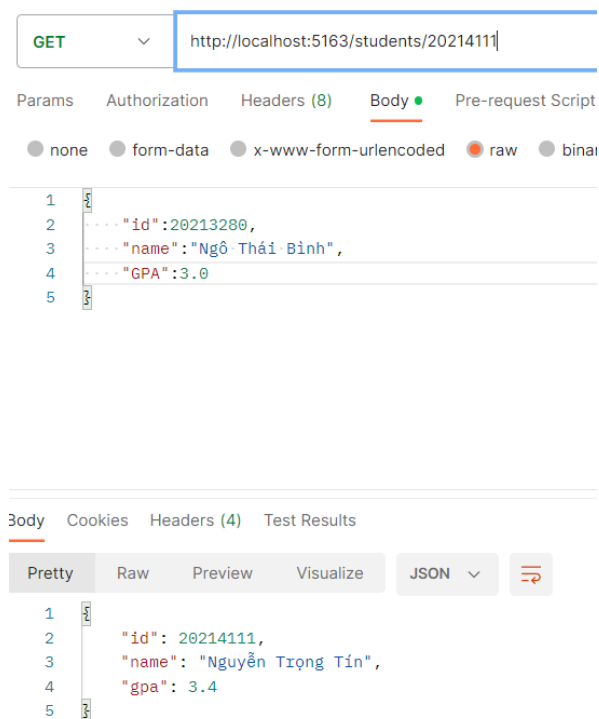 GET http://localhost:5163/students/20214111
Params Authorization Headers (8) Body Pre-request Script
none form-data x-www-form-urlencoded raw
1 {
2 "id":20213280,
3 "name":"Ngô Thái Bình",
4 "GPA":3.0
5 }
Body Cookies Headers (4) Test Results
Pretty Raw Preview Visualize JSON
1 {
2 "id": 20214111,
3 "name": "Nguyễn Trọng Tín",
4 "gpa": 3.4
5 }